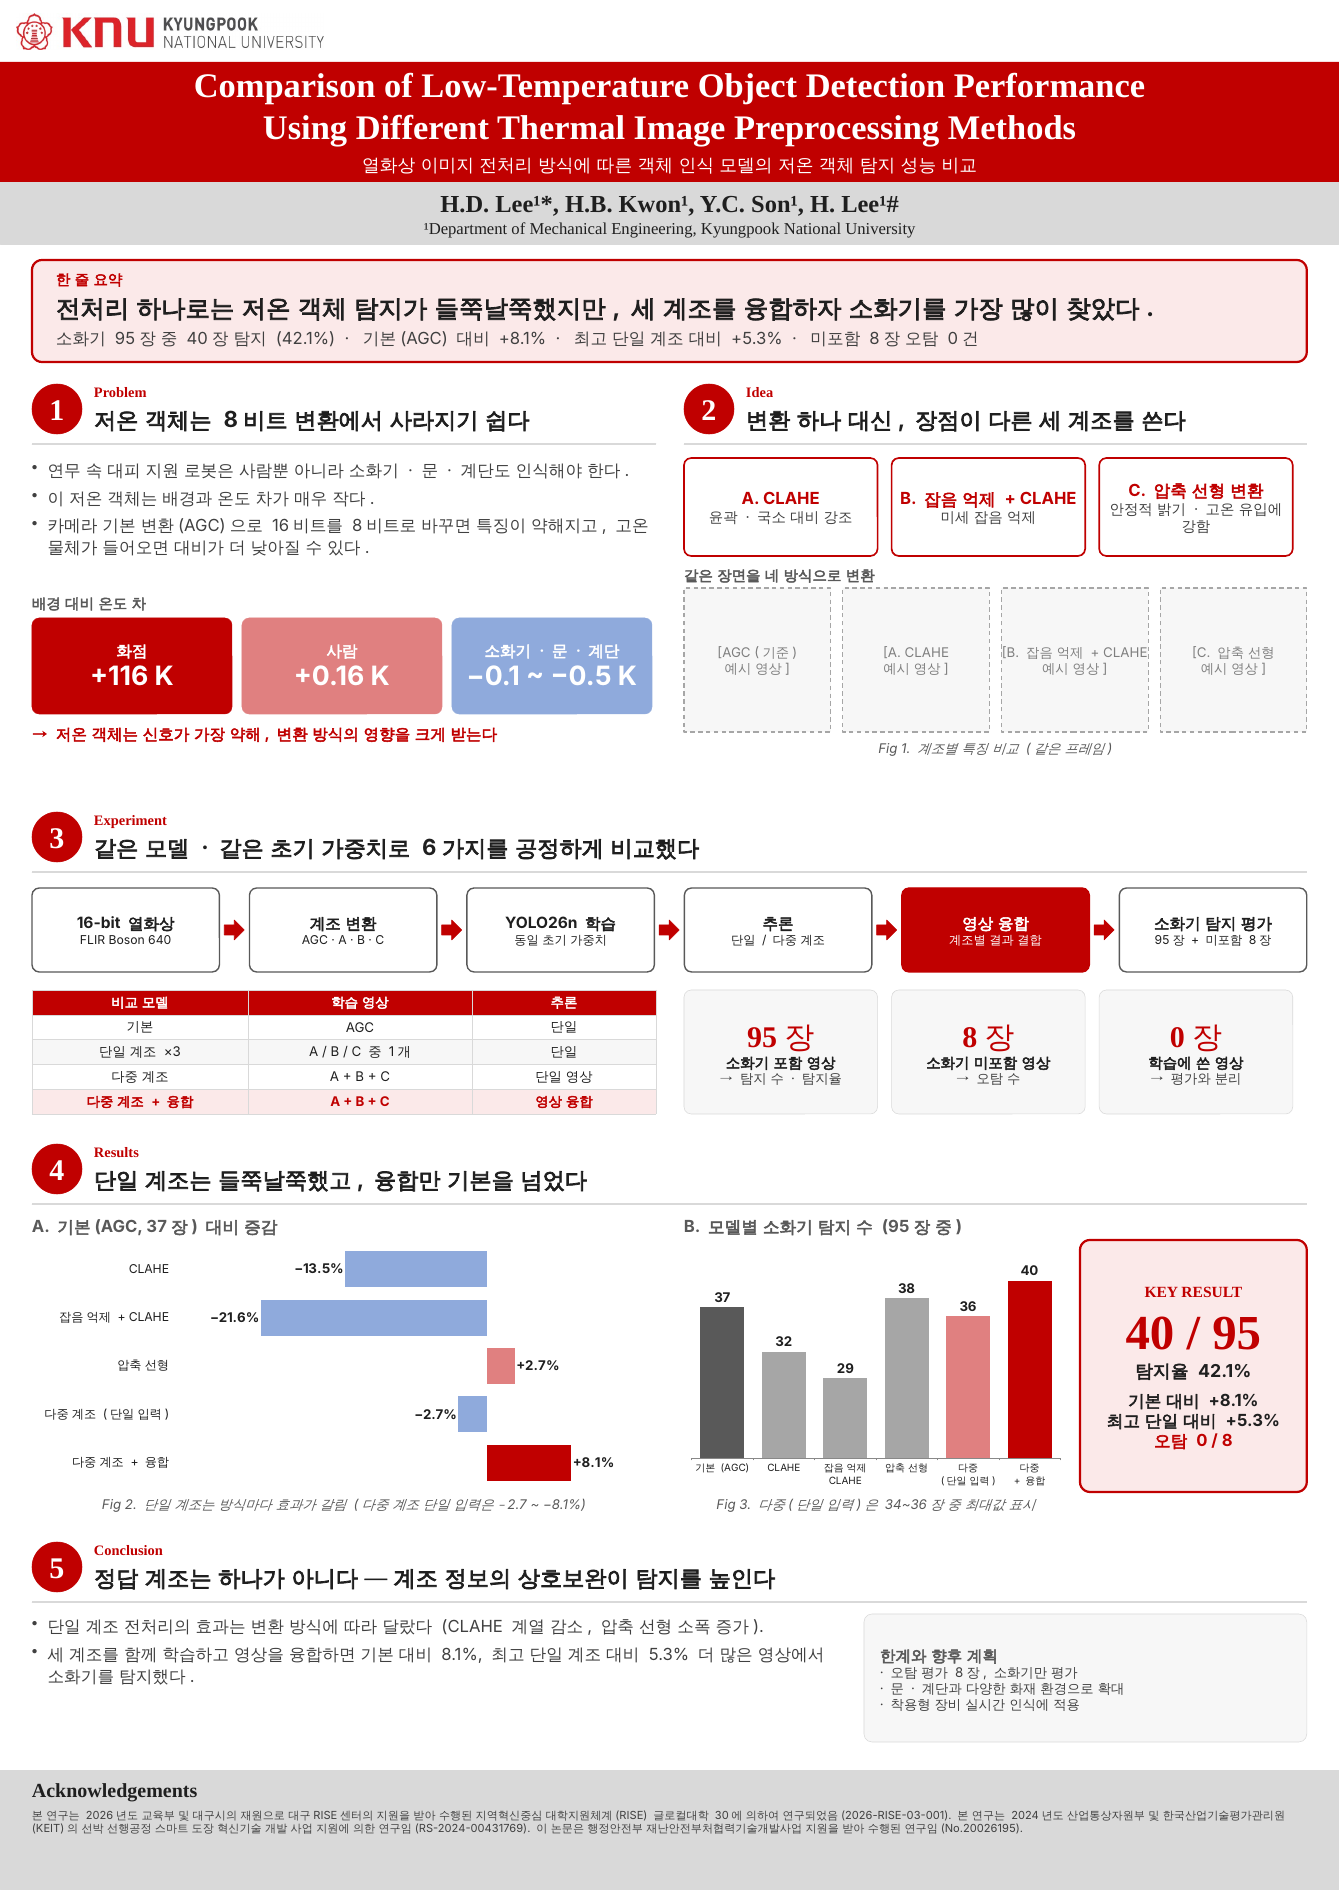 KNU KYUNGPOOK
NATIONAL UNIVERSITY
Comparison of Low-Temperature Object Detection Performance
Using Different Thermal Image Preprocessing Methods
열화상 이미지 전처리 방식에 따른 객체 인식 모델의 저온 객체 탐지 성능 비교
H.D. Lee¹*, H.B. Kwon¹, Y.C. Son¹, H. Lee¹#
¹Department of Mechanical Engineering, Kyungpook National University
한 줄 요약
전처리 하나로는 저온 객체 탐지가 들쭉날쭉했지만 , 세 계조를 융합하자 소화기를 가장 많이 찾았다 .
소화기 95 장 중 40 장 탐지 (42.1%) · 기본 (AGC) 대비 +8.1% · 최고 단일 계조 대비 +5.3% · 미포함 8 장 오탐 0 건
1
Problem
저온 객체는 8 비트 변환에서 사라지기 쉽다
• 연무 속 대피 지원 로봇은 사람뿐 아니라 소화기 · 문 · 계단도 인식해야 한다 .
• 이 저온 객체는 배경과 온도 차가 매우 작다 .
• 카메라 기본 변환 (AGC) 으로 16 비트를 8 비트로 바꾸면 특징이 약해지고 , 고온
물체가 들어오면 대비가 더 낮아질 수 있다 .
배경 대비 온도 차
화점
+116 K
사람
+0.16 K
소화기 · 문 · 계단
−0.1 ~ −0.5 K
→ 저온 객체는 신호가 가장 약해 , 변환 방식의 영향을 크게 받는다
2
Idea
변환 하나 대신 , 장점이 다른 세 계조를 쓴다
A. CLAHE
윤곽 · 국소 대비 강조
B. 잡음 억제 + CLAHE
미세 잡음 억제
C. 압축 선형 변환
안정적 밝기 · 고온 유입에
강함
같은 장면을 네 방식으로 변환
[AGC ( 기준 )
예시 영상 ]
[A. CLAHE
예시 영상 ]
[B. 잡음 억제 + CLAHE
예시 영상 ]
[C. 압축 선형
예시 영상 ]
Fig 1. 계조별 특징 비교 ( 같은 프레임 )
3
Experiment
같은 모델 · 같은 초기 가중치로 6 가지를 공정하게 비교했다
16-bit 열화상
FLIR Boson 640
계조 변환
AGC · A · B · C
YOLO26n 학습
동일 초기 가중치
추론
단일 / 다중 계조
영상 융합
계조별 결과 결합
소화기 탐지 평가
95 장 + 미포함 8 장
비교 모델 학습 영상 추론
기본 AGC 단일
단일 계조 ×3 A / B / C 중 1 개 단일
다중 계조 A + B + C 단일 영상
다중 계조 + 융합 A + B + C 영상 융합
95 장
소화기 포함 영상
→ 탐지 수 · 탐지율
8 장
소화기 미포함 영상
→ 오탐 수
0 장
학습에 쓴 영상
→ 평가와 분리
4
Results
단일 계조는 들쭉날쭉했고 , 융합만 기본을 넘었다
A. 기본 (AGC, 37 장 ) 대비 증감
CLAHE −13.5%
잡음 억제 + CLAHE −21.6%
압축 선형 +2.7%
다중 계조 ( 단일 입력 ) −2.7%
다중 계조 + 융합 +8.1%
Fig 2. 단일 계조는 방식마다 효과가 갈림 ( 다중 계조 단일 입력은 −2.7 ~ −8.1%)
B. 모델별 소화기 탐지 수 (95 장 중 )
37
32
29
38
36
40
기본 (AGC)
CLAHE
잡음 억제
CLAHE
압축 선형
다중
( 단일 입력 )
다중
+ 융합
Fig 3. 다중 ( 단일 입력 ) 은 34~36 장 중 최대값 표시
KEY RESULT
40 / 95
탐지율 42.1%
기본 대비 +8.1%
최고 단일 대비 +5.3%
오탐 0 / 8
5
Conclusion
정답 계조는 하나가 아니다 — 계조 정보의 상호보완이 탐지를 높인다
• 단일 계조 전처리의 효과는 변환 방식에 따라 달랐다 (CLAHE 계열 감소 , 압축 선형 소폭 증가 ).
• 세 계조를 함께 학습하고 영상을 융합하면 기본 대비 8.1%, 최고 단일 계조 대비 5.3% 더 많은 영상에서
소화기를 탐지했다 .
한계와 향후 계획
· 오탐 평가 8 장 , 소화기만 평가
· 문 · 계단과 다양한 화재 환경으로 확대
· 착용형 장비 실시간 인식에 적용
Acknowledgements
본 연구는 2026 년도 교육부 및 대구시의 재원으로 대구 RISE 센터의 지원을 받아 수행된 지역혁신중심 대학지원체계 (RISE) 글로컬대학 30 에 의하여 연구되었음 (2026-RISE-03-001). 본 연구는 2024 년도 산업통상자원부 및 한국산업기술평가관리원
(KEIT) 의 선박 선행공정 스마트 도장 혁신기술 개발 사업 지원에 의한 연구임 (RS-2024-00431769). 이 논문은 행정안전부 재난안전부처협력기술개발사업 지원을 받아 수행된 연구임 (No.20026195).